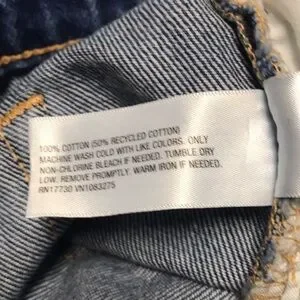 100% COTTON (50% RECYCLED COTTON)
MACHINE WASH COLD WITH LIKE COLORS. ONLY
NON-CHLORINE BLEACH IF NEEDED. TUMBLE DRY
LOW. REMOVE PROMPTLY. WARM IRON IF NEEDED.
RN17730 VN1083275